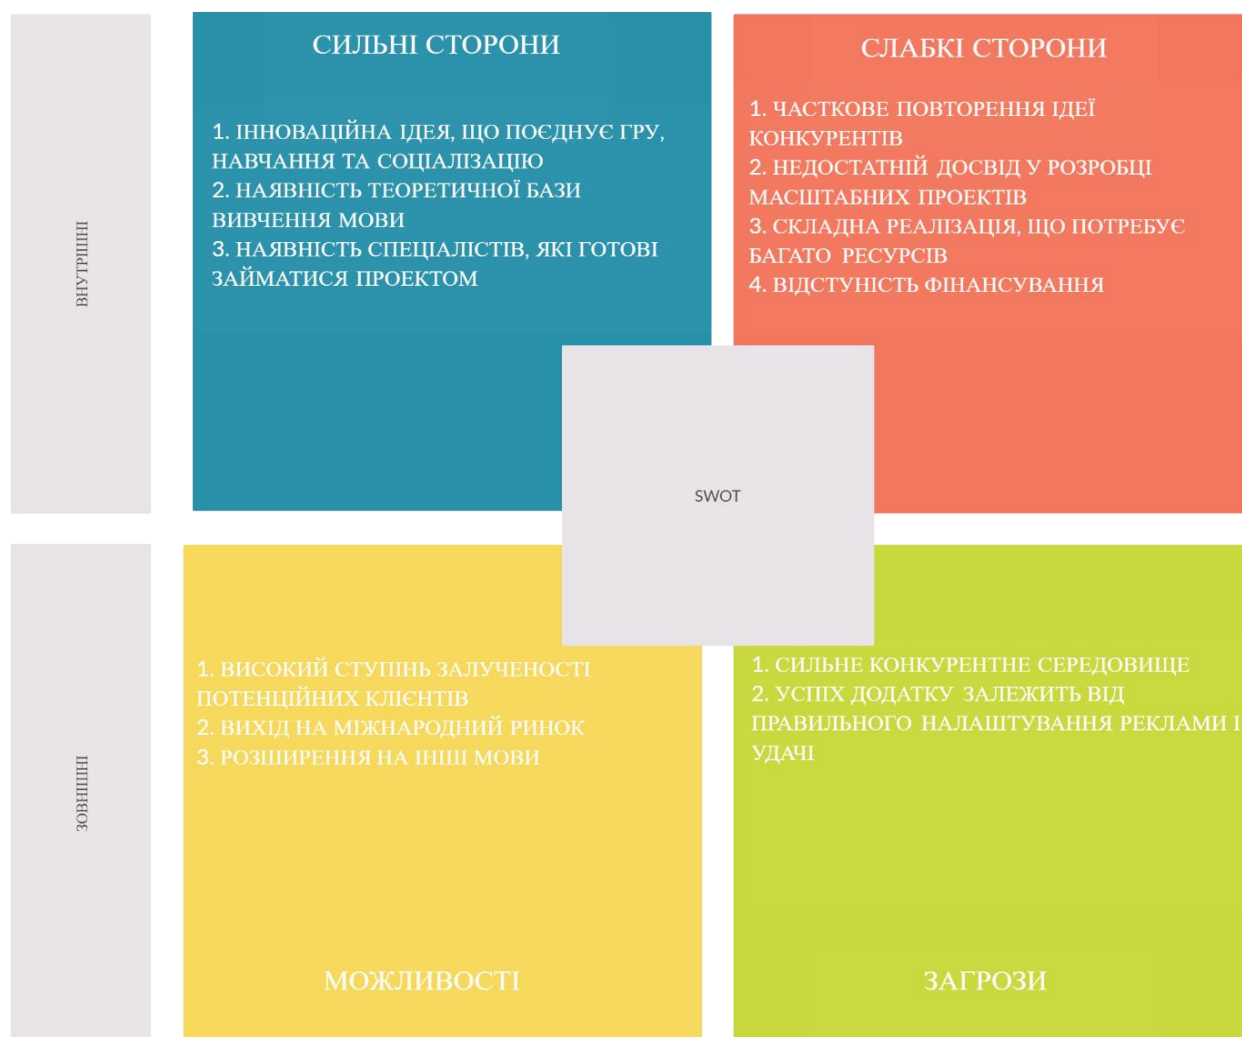 ВНУТРІШНІ
СИЛЬНІ СТОРОНИ
1. ІННОВАЦІЙНА ІДЕЯ, ЩО ПОЄДНУЄ ГРУ,
НАВЧАННЯ ТА СОЦІАЛІЗАЦІЮ
2. НАЯВНІСТЬ ТЕОРЕТИЧНОЇ БАЗИ
ВИВЧЕННЯ МОВИ
3. НАЯВНІСТЬ СПЕЦІАЛІСТІВ, ЯКІ ГОТОВІ
ЗАЙМАТИСЯ ПРОЕКТОМ
СЛАБКІ СТОРОНИ
1. ЧАСТКОВЕ ПОВТОРЕННЯ ІДЕЇ
КОНКУРЕНТІВ
2. НЕДОСТАТНІЙ ДОСВІД У РОЗРОБЦІ
МАСШТАБНИХ ПРОЕКТІВ
3. СКЛАДНА РЕАЛІЗАЦІЯ, ЩО ПОТРЕБУЄ
БАГАТО РЕСУРСІВ
4. ВІДСТУНІСТЬ ФІНАНСУВАННЯ
SWOT
ЗОВНІШНІ
1. ВИСОКИЙ СТУПІНЬ ЗАЛУЧЕНОСТІ
ПОТЕНЦІЙНИХ КЛІЄНТІВ
2. ВИХІД НА МІЖНАРОДНИЙ РИНОК
3. РОЗШИРЕННЯ НА ІНШІ МОВИ
МОЖЛИВОСТІ
1. СИЛЬНЕ КОНКУРЕНТНЕ СЕРЕДОВИЩЕ
2. УСПІХ ДОДАТКУ ЗАЛЕЖИТЬ ВІД
ПРАВИЛЬНОГО НАЛАШТУВАННЯ РЕКЛАМИ І
УДАЧІ
ЗАГРОЗИ